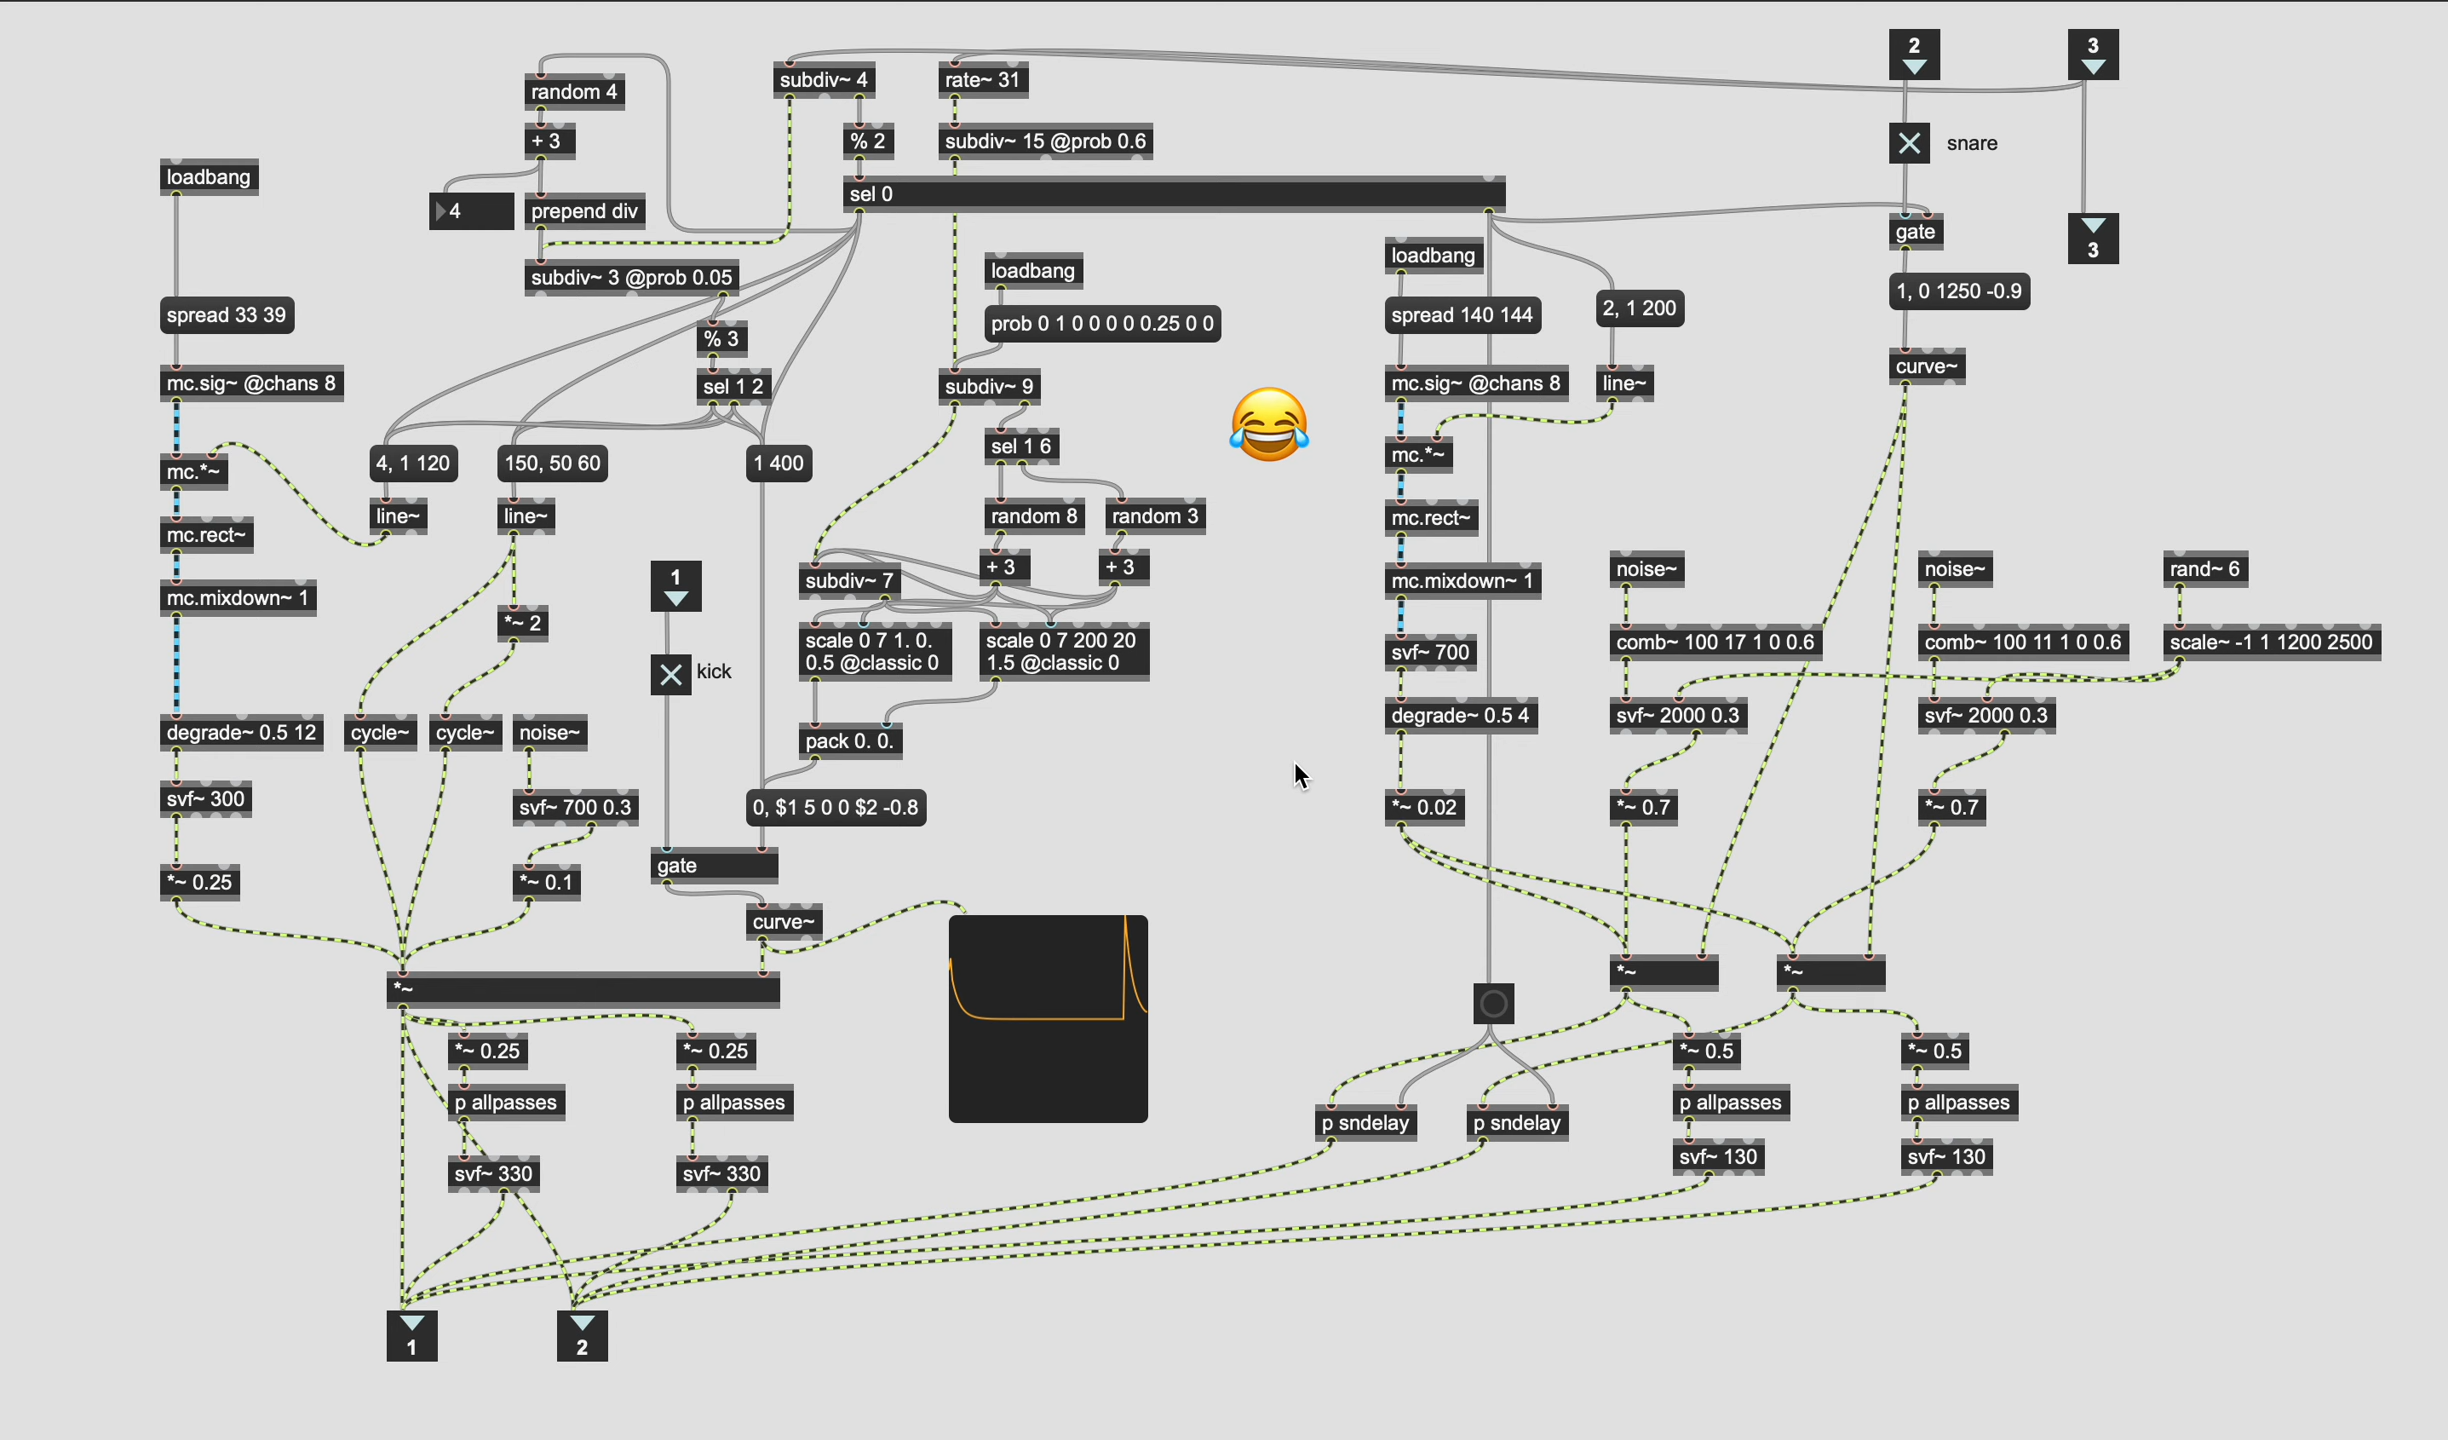 2
3
random 4
subdiv~ 4
rate~ 31
+ 3
% 2
subdiv~ 15 @prob 0.6
snare
loadbang
sel 0
4
prepend div
gate
3
loadbang
loadbang
subdiv~ 3 @prob 0.05
1, 0 1250 -0.9
spread 33 39
prob 0 1 0 0 0 0 0.25 0 0
spread 140 144
2, 1 200
% 3
curve~
mc.sig~ @chans 8
sel 1 2
subdiv~ 9
mc.sig~ @chans 8
line~
sel 1 6
mc.*~
4, 1 120
150, 50 60
1 400
mc.*~
line~
line~
random 8
random 3
mc.rect~
mc.rect~
1
subdiv~ 7
+ 3
+ 3
mc.mixdown~ 1
noise~
noise~
rand~ 6
mc.mixdown~ 1
*~ 2
scale 0 7 1. 0.
0.5 @classic 0
scale 0 7 200 20
1.5 @classic 0
svf~ 700
comb~ 100 17 1 0 0.6
comb~ 100 11 1 0 0.6
scale~ -1 1 1200 2500
kick
degrade~ 0.5 12
cycle~
cycle~
noise~
pack 0. 0.
degrade~ 0.5 4
svf~ 2000 0.3
svf~ 2000 0.3
svf~ 300
svf~ 700 0.3
0, $1 5 0 0 $2 -0.8
*~ 0.02
*~ 0.7
*~ 0.7
*~ 0.25
*~ 0.1
gate
curve~
*~
*~
*~
*~ 0.25
*~ 0.25
*~ 0.5
*~ 0.5
p allpasses
p allpasses
p sndelay
p sndelay
p allpasses
p allpasses
svf~ 330
svf~ 330
svf~ 130
svf~ 130
1
2